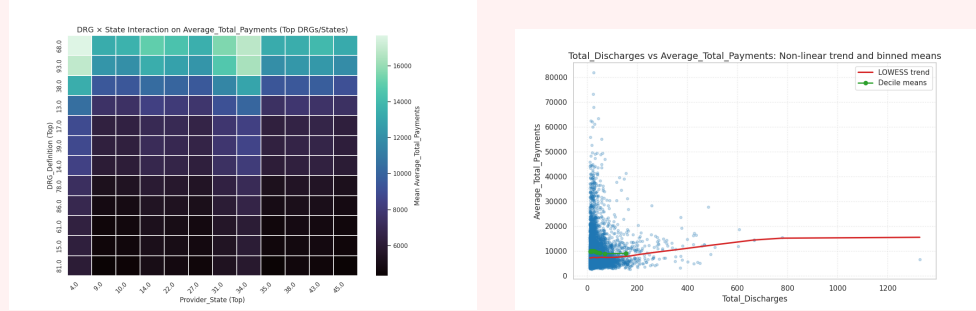 DRG × State Interaction on Average_Total_Payments (Top DRGs/States)
DRG_Definition (Top)
68.0
93.0
38.0
13.0
17.0
39.0
14.0
78.0
86.0
61.0
15.0
81.0
4.0 9.0 10.0 14.0 22.0 31.0 34.0 35.0 38.0 43.0 45.0
Provider_State (Top)
16000
14000
12000
10000
8000
6000
Mean Average_Total_Payments
Total_Discharges vs Average_Total_Payments: Non-linear trend and binned means
LOWESS trend
Decile means
Average_Total_Payments
80000
70000
60000
50000
40000
30000
20000
10000
0
0 200 400 600 800 1000 1200
Total_Discharges